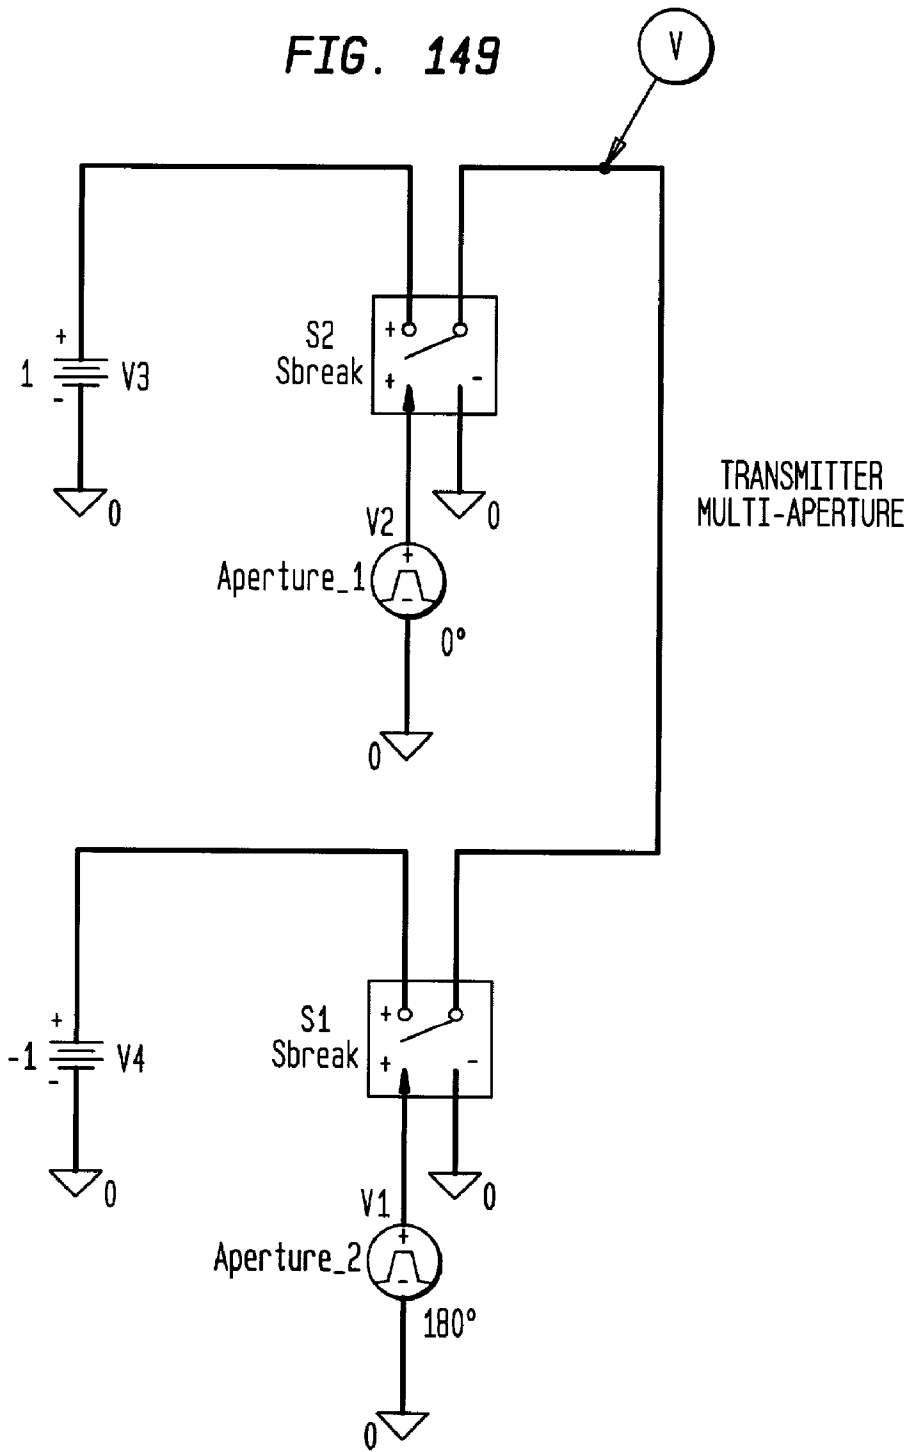 FIG. 149
V
+
S2
Sbreak
+
+
-
1
V3
-
0
0
TRANSMITTER
MULTI-APERTURE
V2
Aperture_1
+
-
0°
0
+
S1
Sbreak
+
+
-
-1
V4
-
0
0
V1
Aperture_2
+
-
180°
0